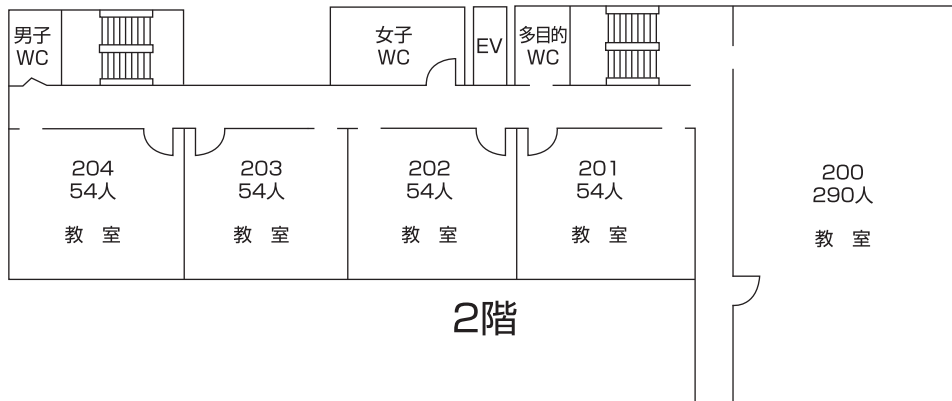 男子
WC
女子
WC
EV
多目的
WC
204
54人
教 室
203
54人
教 室
202
54人
教 室
201
54人
教 室
200
290人
教 室
2階